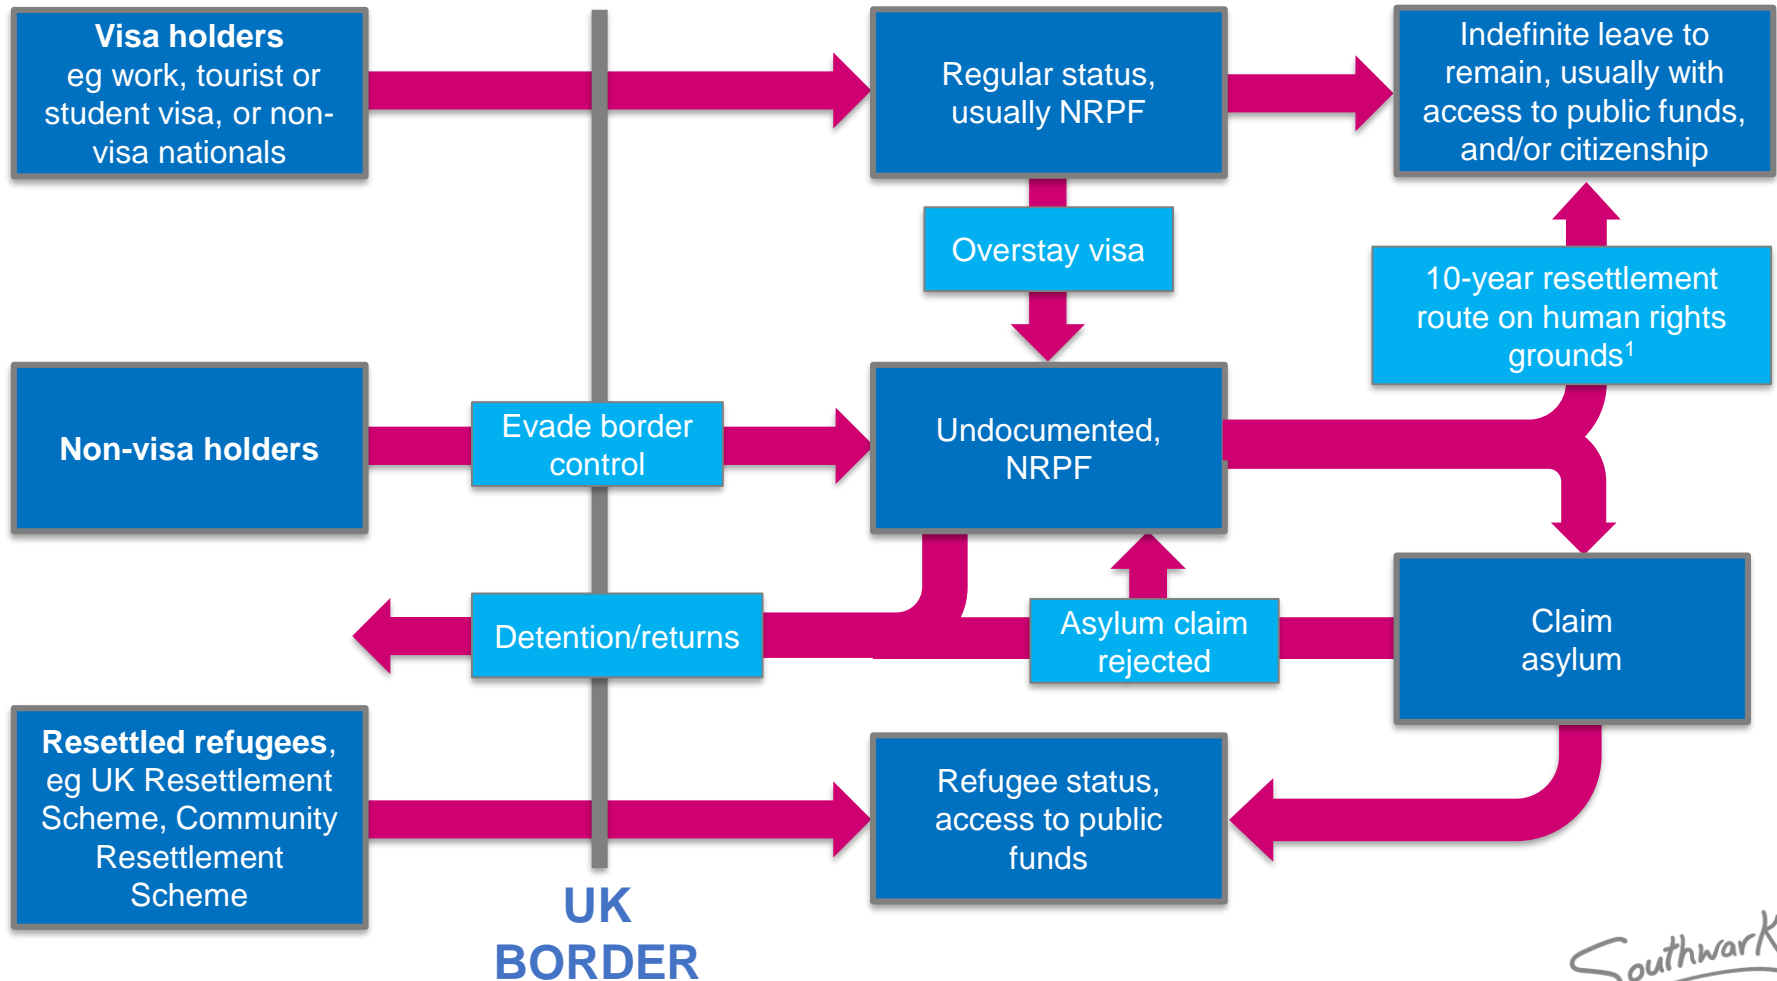 Visa holders
eg work, tourist or
student visa, or non-
visa nationals
Regular status,
usually NRPF
Indefinite leave to
remain, usually with
access to public funds,
and/or citizenship
Overstay visa
10-year resettlement
route on human rights
grounds¹
Non-visa holders
Evade border
control
Undocumented,
NRPF
Detention/returns
Asylum claim
rejected
Claim
asylum
Resettled refugees,
eg UK Resettlement
Scheme, Community
Resettlement
Scheme
Refugee status,
access to public
funds
UK
BORDER
Southwark